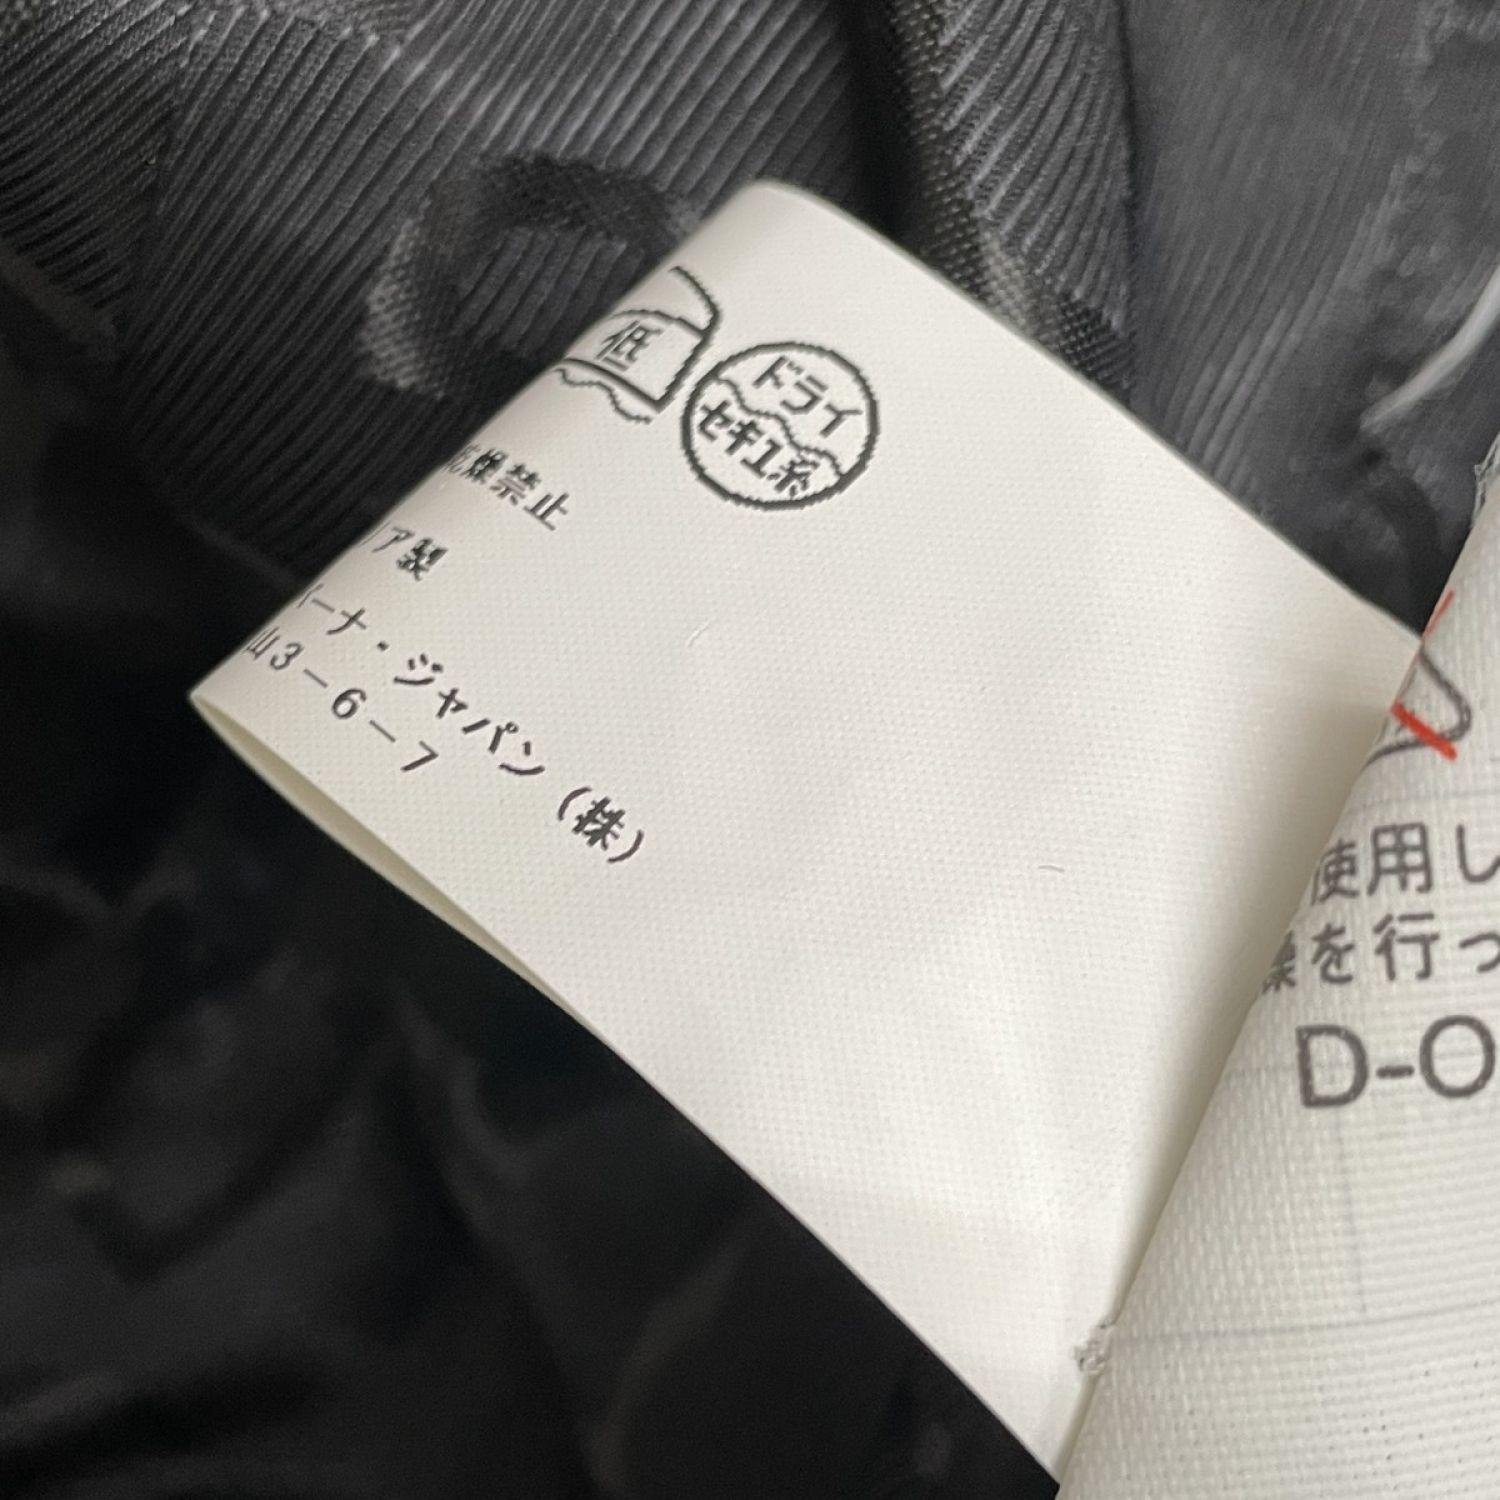 低
ドライ
セキユ系
乾燥禁止
ア製
ーナ・ジャパン（株）
山3－6－7
使用し
燥を行っ
D-O